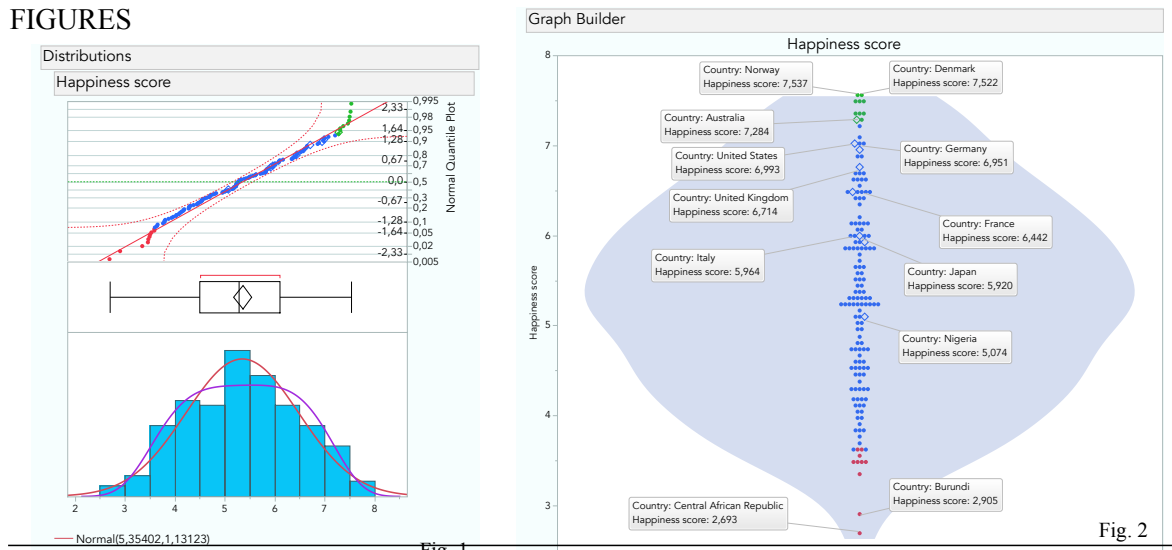 FIGURES
Distributions
Happiness score
2,33
1,64
1,28
0,67
0,0
-0,67
-1,28
-1,64
-2,33
0,995
0,98
0,95
0,9
0,8
0,7
0,5
0,3
0,2
0,1
0,05
0,02
0,005
Normal Quantile Plot
2 3 4 5 6 7 8
Normal(5,35402,1,13123)
Fig. 1
Graph Builder
Happiness score
Happiness score
8
7
6
5
4
3
Country: Norway
Happiness score: 7,537
Country: Denmark
Happiness score: 7,522
Country: Australia
Happiness score: 7,284
Country: United States
Happiness score: 6,993
Country: Germany
Happiness score: 6,951
Country: United Kingdom
Happiness score: 6,714
Country: France
Happiness score: 6,442
Country: Italy
Happiness score: 5,964
Country: Japan
Happiness score: 5,920
Country: Nigeria
Happiness score: 5,074
Country: Burundi
Happiness score: 2,905
Country: Central African Republic
Happiness score: 2,693
Fig. 2